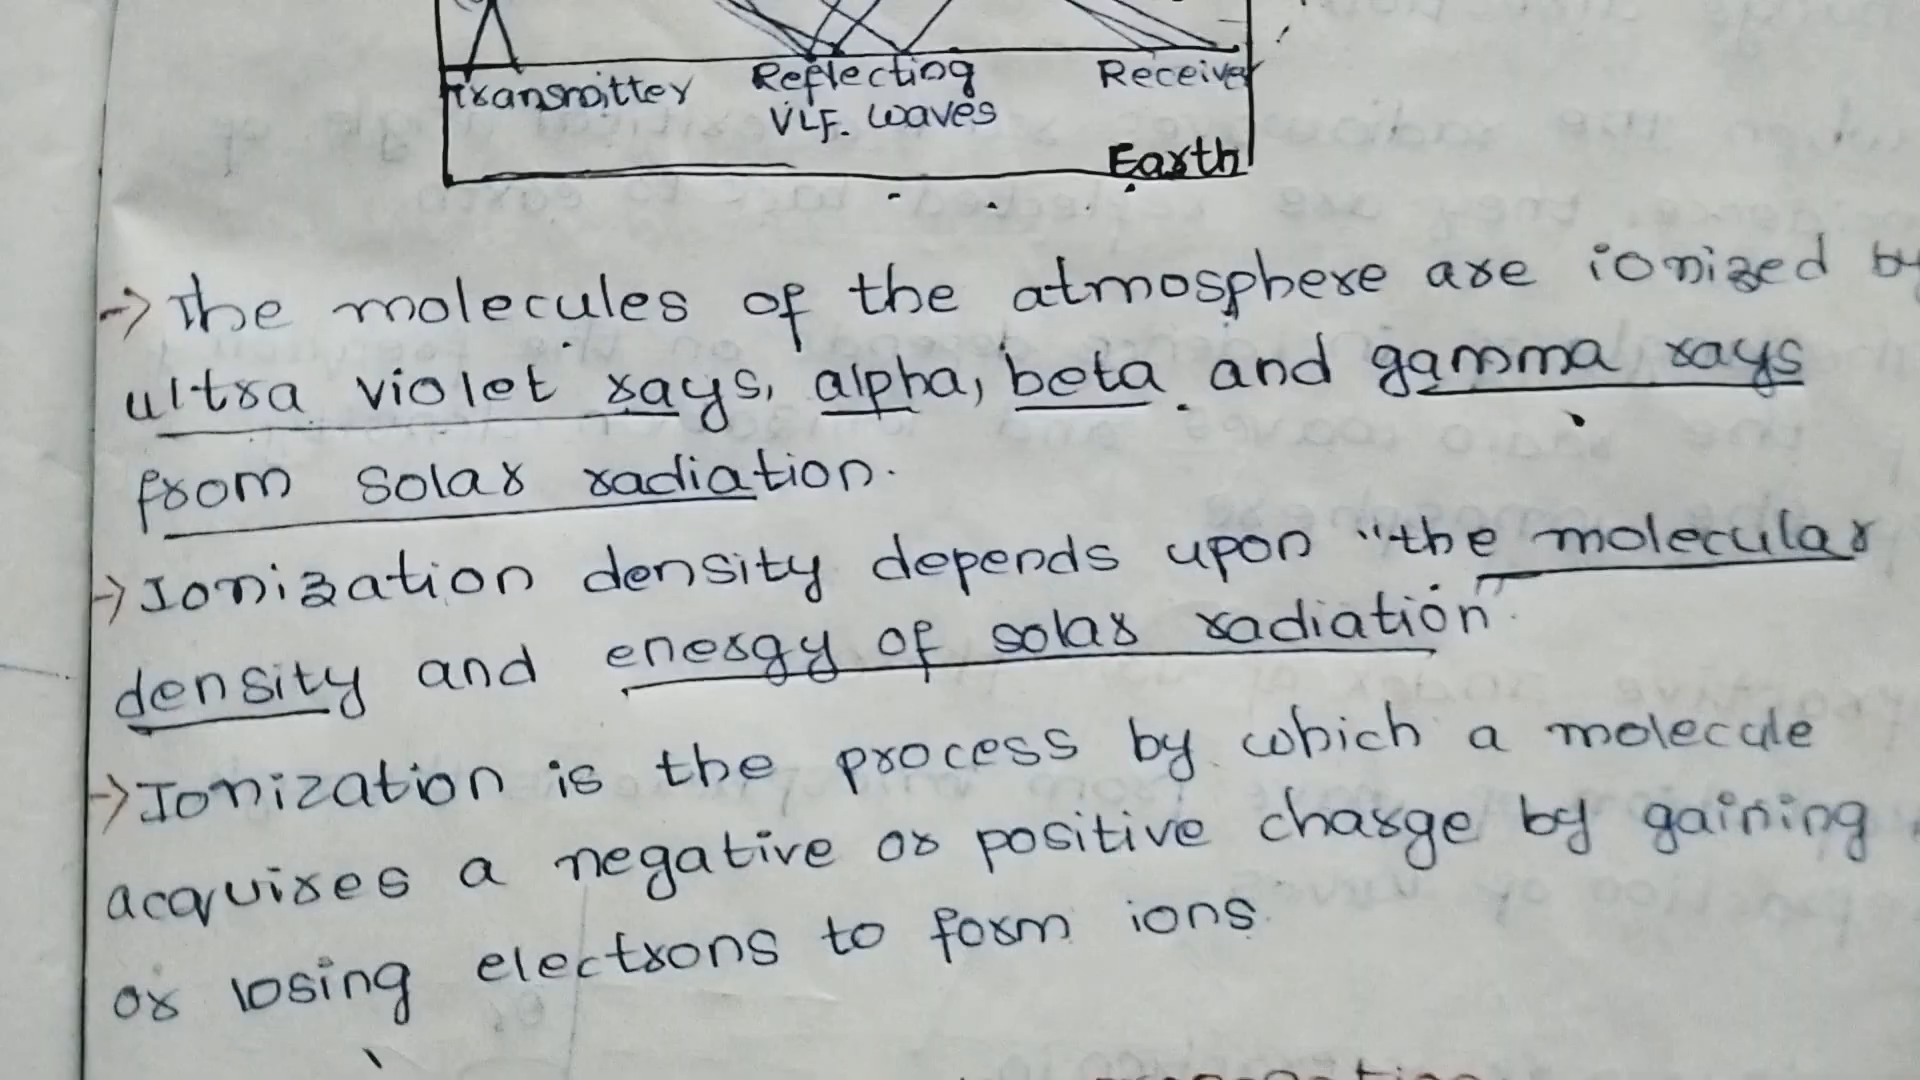 Transmitter Reflecting Receiver
VLF. waves
Earth
-> The molecules of the atmosphere are ionized by
ultra violet rays, alpha, beta and gamma rays
from solar radiation.
-> Ionization density depends upon "the molecular
density and energy of solar radiation".
-> Ionization is the process by which a molecule
acquires a negative or positive charge by gaining
or losing electrons to form ions.